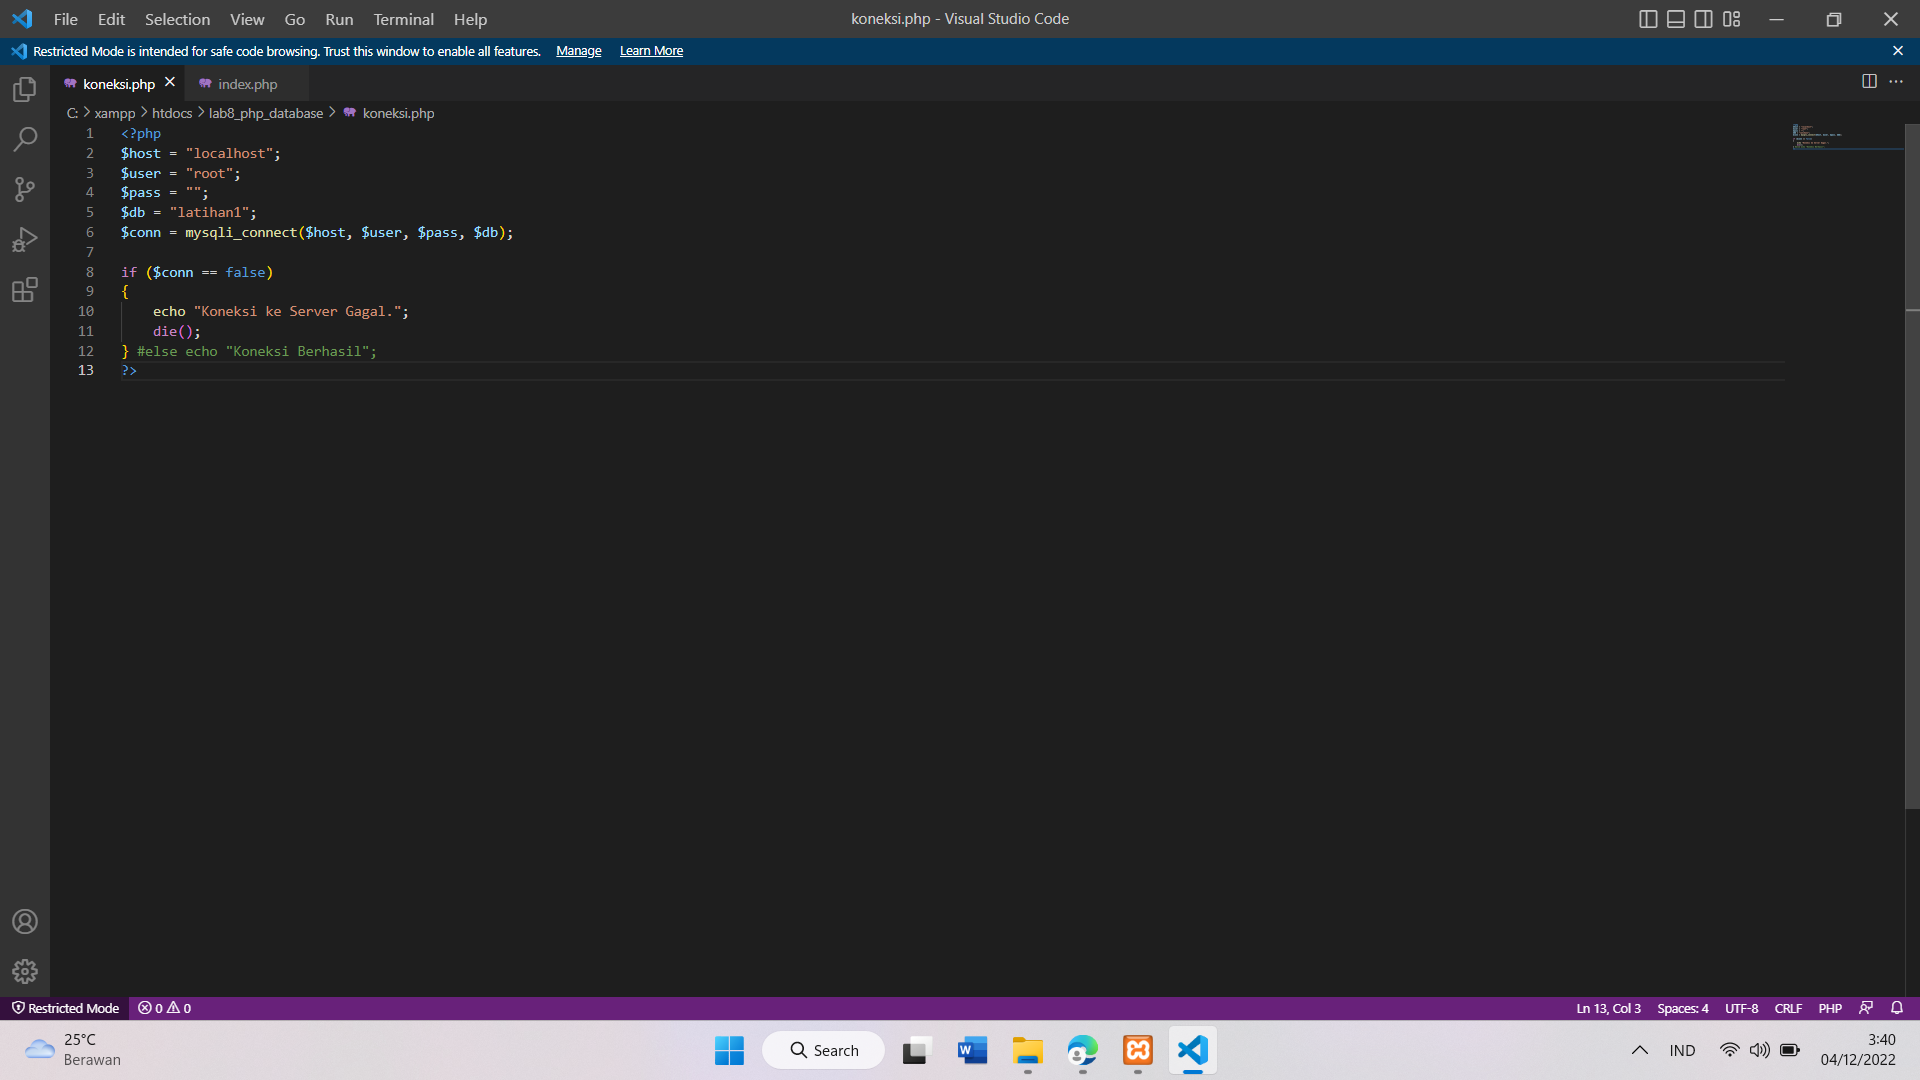 File Edit Selection View Go Run Terminal Help
koneksi.php - Visual Studio Code
Restricted Mode is intended for safe code browsing. Trust this window to enable all features. Manage Learn More
koneksi.php index.php
C: > xampp > htdocs > lab8_php_database > koneksi.php
1 <?php
2 $host = "localhost";
3 $user = "root";
4 $pass = "";
5 $db = "latihan1";
6 $conn = mysqli_connect($host, $user, $pass, $db);
7
8 if ($conn == false)
9 {
10     echo "Koneksi ke Server Gagal.";
11     die();
12 } #else echo "Koneksi Berhasil";
13 ?>
Restricted Mode 0 0
Ln 13, Col 3 Spaces: 4 UTF-8 CRLF PHP
25°C
Berawan
Search
IND
3:40
04/12/2022